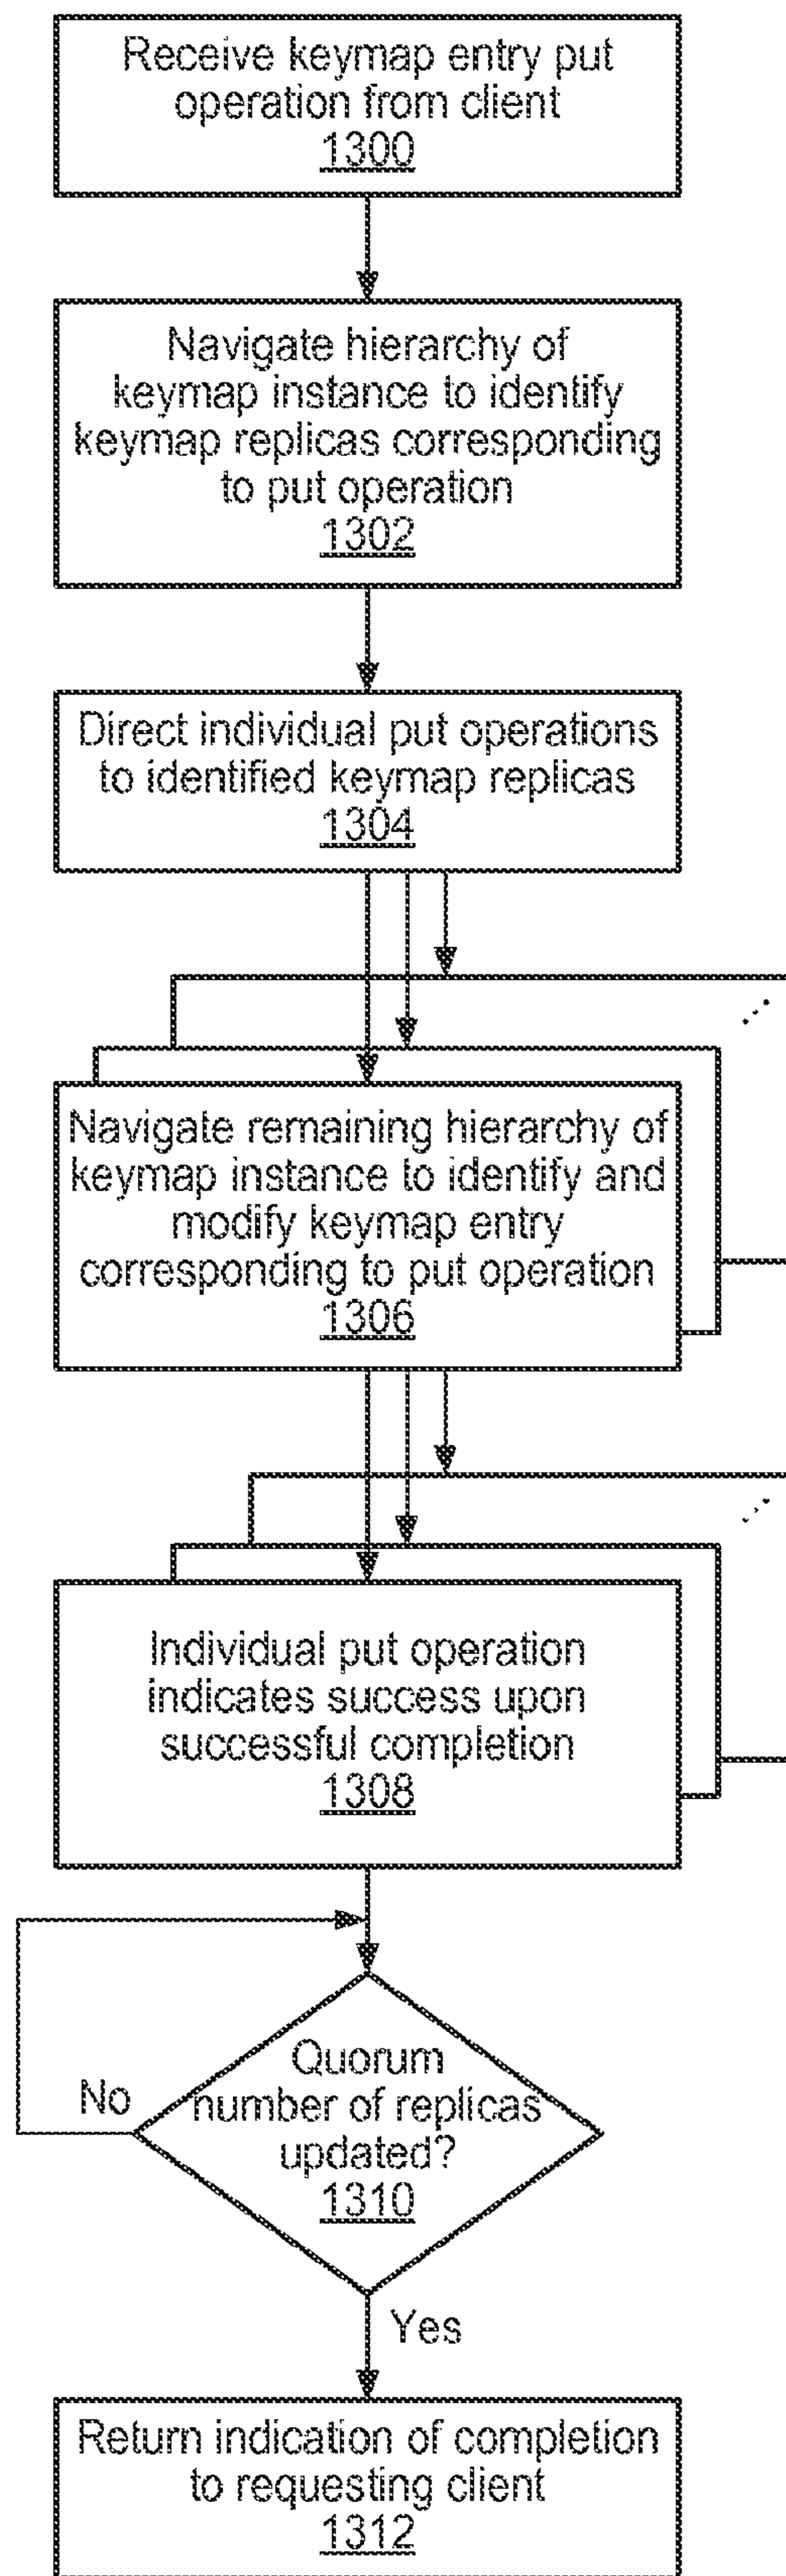 Receive keymap entry put
operation from client
1300
Navigate hierarchy of
keymap instance to identify
keymap replicas corresponding
to put operation
1302
Direct individual put operations
to identified keymap replicas
1304
Navigate remaining hierarchy of
keymap instance to identify and
modify keymap entry
corresponding to put operation
1306
Individual put operation
indicates success upon
successful completion
1308
No
Quorum
number of replicas
updated?
1310
Yes
Return indication of completion
to requesting client
1312